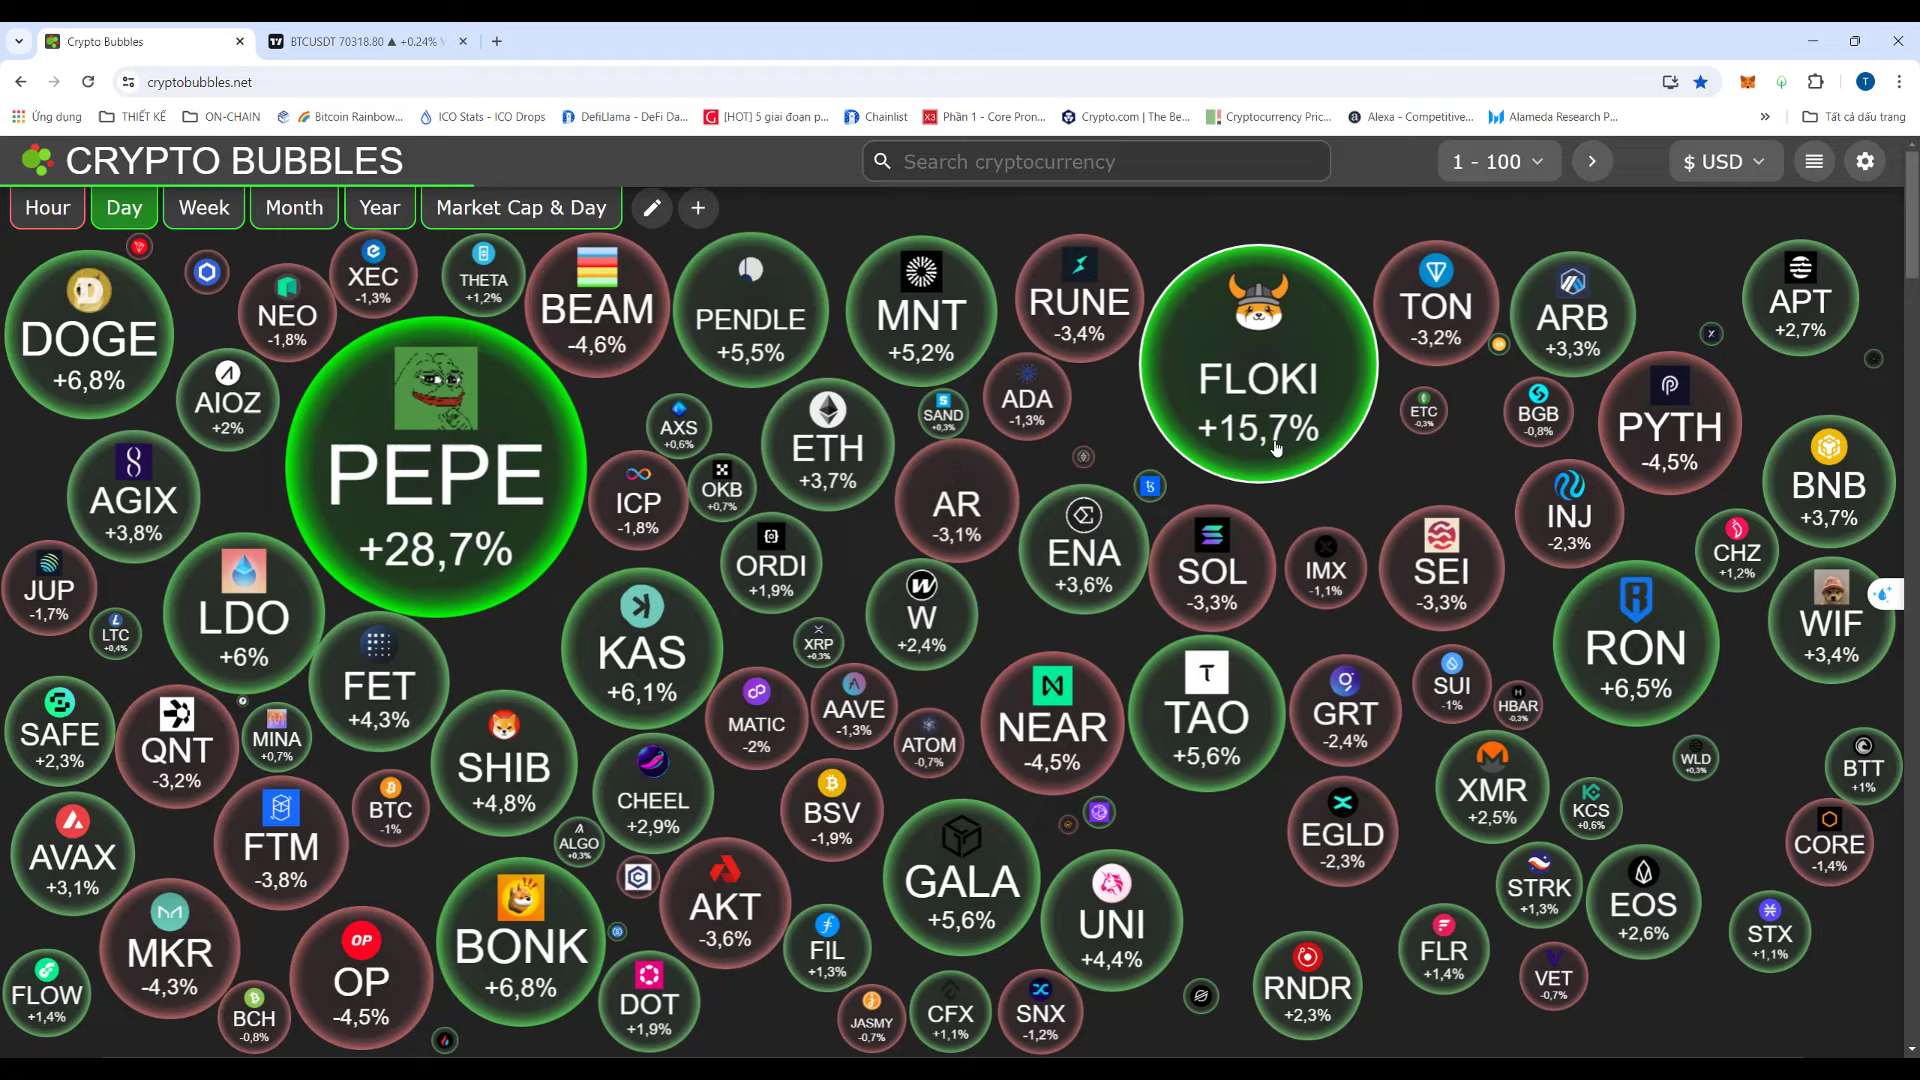 Crypto Bubbles
BTCUSDT 70318.80 ▲ +0.24%
cryptobubbles.net
T
Ứng dụng
THIẾT KẾ
ON-CHAIN
Bitcoin Rainbow...
ICO Stats - ICO Drops
DefiLlama - DeFi Da...
[HOT] 5 giai đoạn p...
Chainlist
Phần 1 - Core Pron...
Crypto.com | The Be...
Cryptocurrency Pric...
Alexa - Competitive...
Alameda Research P...
Tất cả dấu trang
CRYPTO BUBBLES
Search cryptocurrency
1 - 100
$ USD
Hour
Day
Week
Month
Year
Market Cap & Day
DOGE
+6,8%
NEO
-1,8%
XEC
-1,3%
THETA
+1,2%
BEAM
-4,6%
PENDLE
+5,5%
MNT
+5,2%
RUNE
-3,4%
FLOKI
+15,7%
TON
-3,2%
ARB
+3,3%
APT
+2,7%
AIOZ
+2%
PEPE
+28,7%
AXS
+0,6%
ETH
+3,7%
SAND
+0,3%
ADA
-1,3%
ETC
-0,3%
BGB
-0,8%
PYTH
-4,5%
BNB
+3,7%
AGIX
+3,8%
ICP
-1,8%
OKB
+0,7%
AR
-3,1%
INJ
-2,3%
CHZ
+1,2%
JUP
-1,7%
LTC
+0,4%
LDO
+6%
ORDI
+1,9%
ENA
+3,6%
SOL
-3,3%
IMX
-1,1%
SEI
-3,3%
RON
+6,5%
WIF
+3,4%
FET
+4,3%
KAS
+6,1%
XRP
+0,3%
W
+2,4%
SAFE
+2,3%
QNT
-3,2%
MINA
+0,7%
SHIB
+4,8%
MATIC
-2%
AAVE
-1,3%
ATOM
-0,7%
NEAR
-4,5%
TAO
+5,6%
GRT
-2,4%
SUI
-1%
HBAR
-0,3%
WLD
+0,3%
BTT
+1%
AVAX
+3,1%
FTM
-3,8%
BTC
-1%
ALGO
+0,3%
CHEEL
+2,9%
BSV
-1,9%
EGLD
-2,3%
XMR
+2,5%
KCS
+0,6%
CORE
-1,4%
MKR
-4,3%
BONK
+6,8%
AKT
-3,6%
GALA
+5,6%
UNI
+4,4%
STRK
+1,3%
EOS
+2,6%
STX
+1,1%
FLOW
+1,4%
BCH
-0,8%
OP
OP
-4,5%
DOT
+1,9%
FIL
+1,3%
JASMY
-0,7%
CFX
+1,1%
SNX
-1,2%
RNDR
+2,3%
FLR
+1,4%
VET
-0,7%